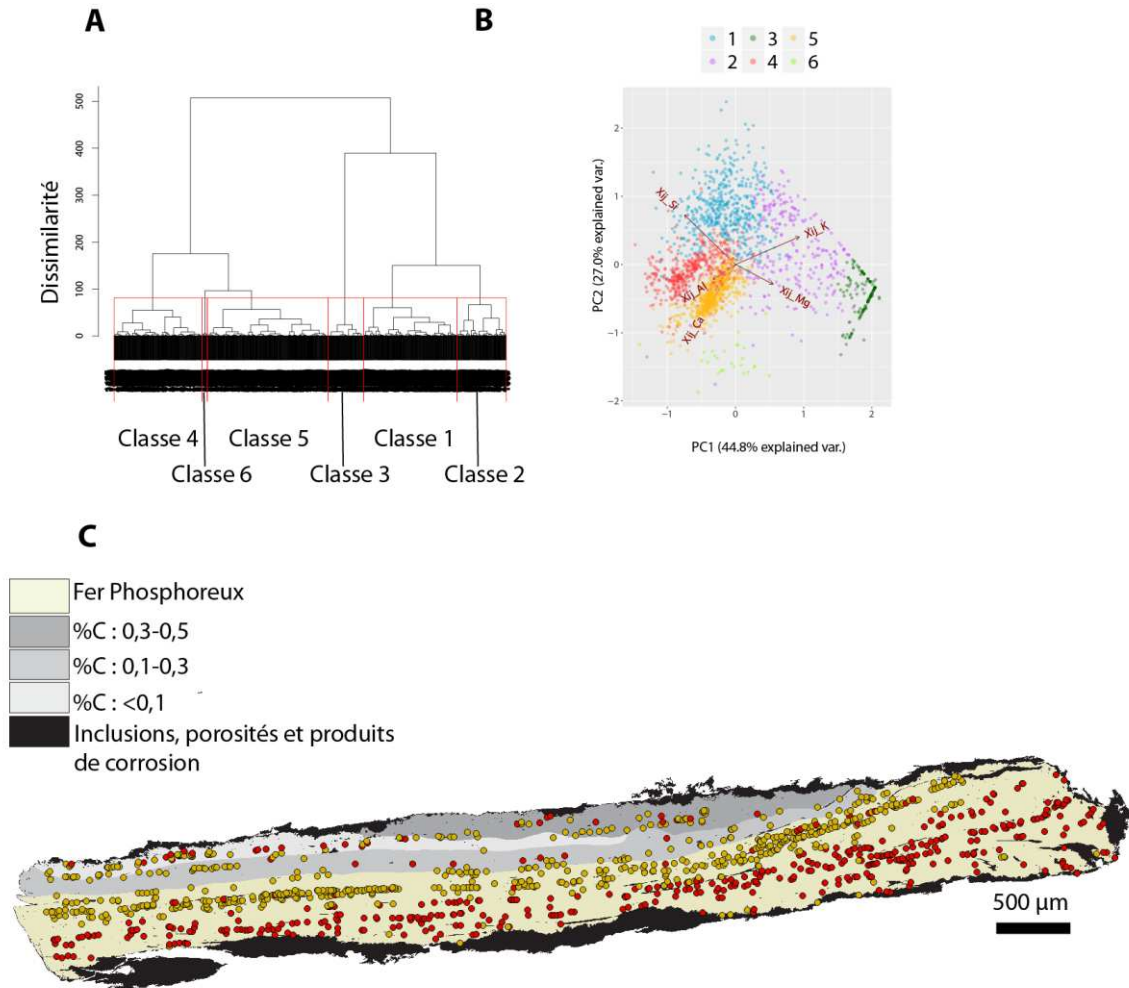 A
B
1 3 5
2 4 6
Dissimilarité
0 100 200 300 400 500
Classe 4 Classe 5 Classe 1
Classe 6 Classe 3 Classe 2
PC2 (27.0% explained var.)
2
1
0
−1
−2
Xij_Si
Xij_K
Xij_Al
Xij_Mg
Xij_Ca
−1 0 1 2
PC1 (44.8% explained var.)
C
Fer Phosphoreux
%C : 0,3-0,5
%C : 0,1-0,3
%C : <0,1
Inclusions, porosités et produits
de corrosion
500 µm